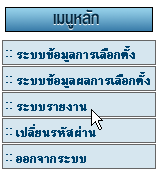 เมนูหลัก
:: ระบบข้อมูลการเลือกตั้ง
:: ระบบข้อมูลผลการเลือกตั้ง
:: ระบบรายงาน
:: เปลี่ยนรหัสผ่าน
:: ออกจากระบบ